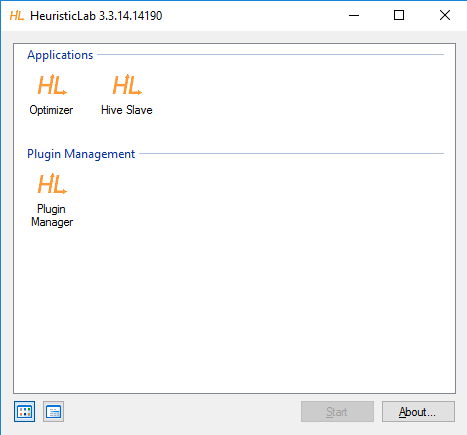 HL HeuristicLab 3.3.14.14190
Applications
HL HL
Optimizer Hive Slave
Plugin Management
HL
Plugin
Manager
Start About...